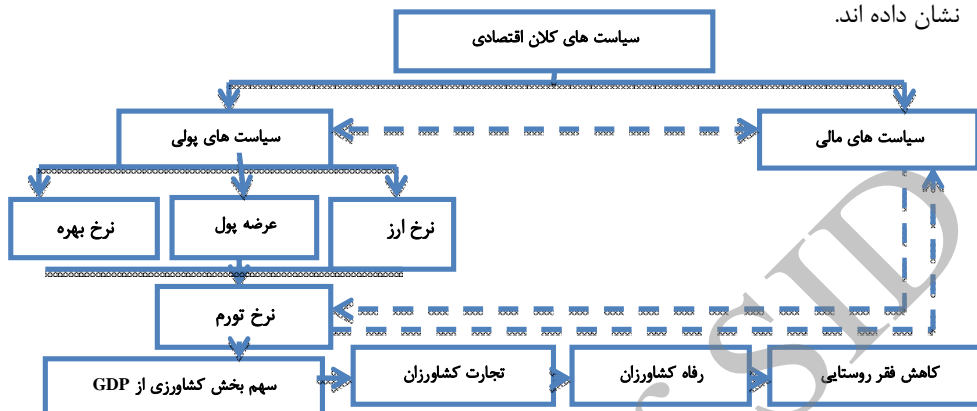 نشان داده اند.
سیاست های کلان اقتصادی
سیاست های مالی
سیاست های پولی
نرخ ارز
عرضه پول
نرخ بهره
نرخ تورم
سهم بخش کشاورزی از GDP
تجارت کشاورزان
رفاه کشاورزان
کاهش فقر روستایی
SID